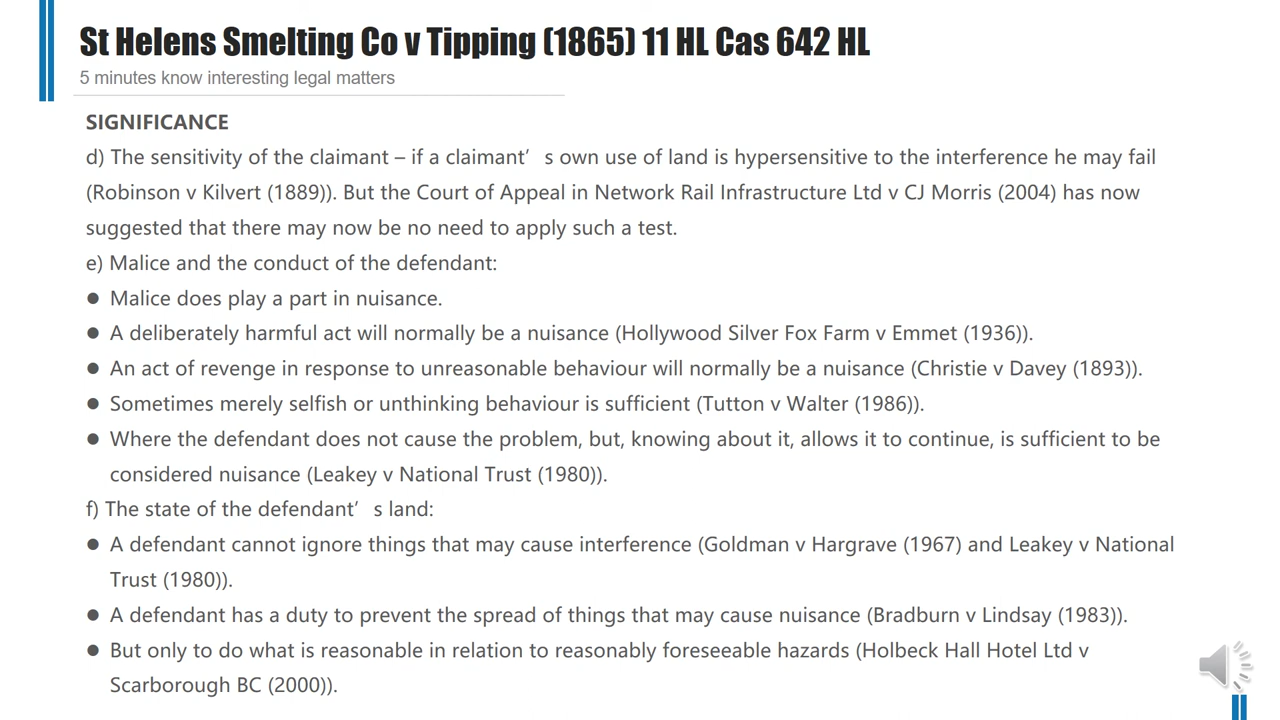 St Helens Smelting Co v Tipping (1865) 11 HL Cas 642 HL
5 minutes know interesting legal matters
SIGNIFICANCE
d) The sensitivity of the claimant – if a claimant’s own use of land is hypersensitive to the interference he may fail
(Robinson v Kilvert (1889)). But the Court of Appeal in Network Rail Infrastructure Ltd v CJ Morris (2004) has now
suggested that there may now be no need to apply such a test.
e) Malice and the conduct of the defendant:
● Malice does play a part in nuisance.
● A deliberately harmful act will normally be a nuisance (Hollywood Silver Fox Farm v Emmet (1936)).
● An act of revenge in response to unreasonable behaviour will normally be a nuisance (Christie v Davey (1893)).
● Sometimes merely selfish or unthinking behaviour is sufficient (Tutton v Walter (1986)).
● Where the defendant does not cause the problem, but, knowing about it, allows it to continue, is sufficient to be
considered nuisance (Leakey v National Trust (1980)).
f) The state of the defendant’s land:
● A defendant cannot ignore things that may cause interference (Goldman v Hargrave (1967) and Leakey v National
Trust (1980)).
● A defendant has a duty to prevent the spread of things that may cause nuisance (Bradburn v Lindsay (1983)).
● But only to do what is reasonable in relation to reasonably foreseeable hazards (Holbeck Hall Hotel Ltd v
Scarborough BC (2000)).